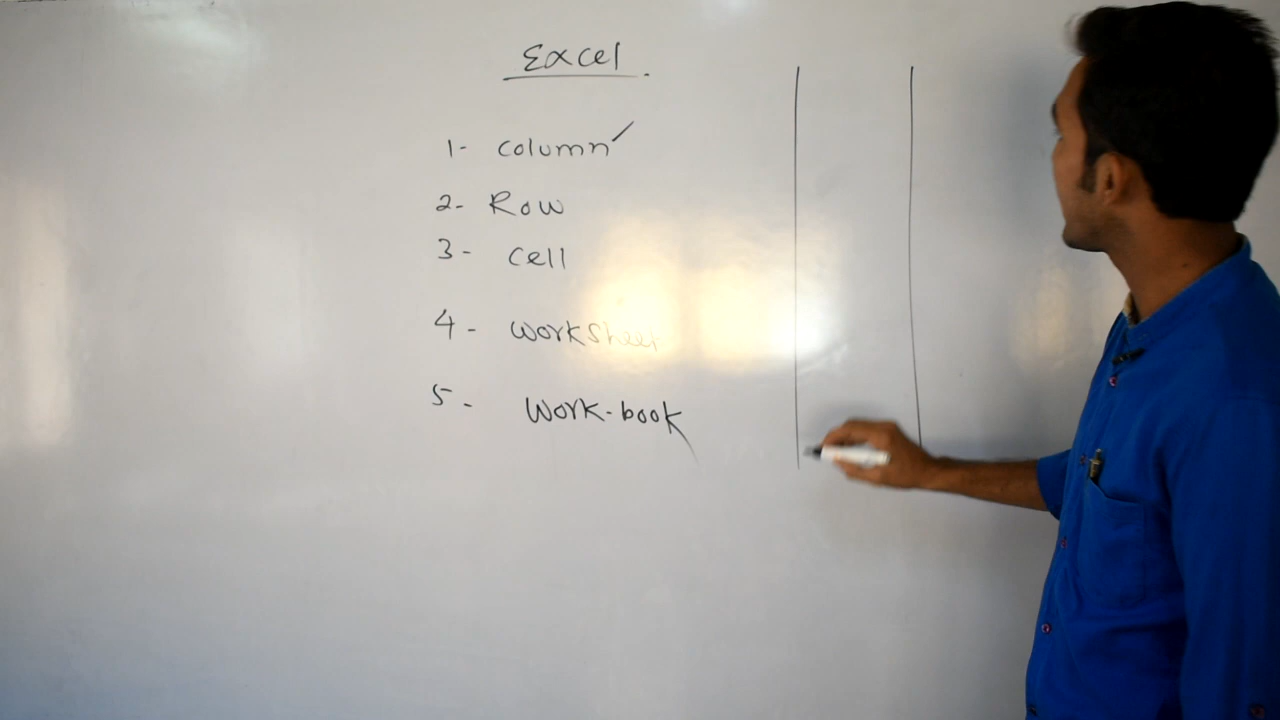 Excel.
1- column
2- Row
3- cell
4- worksheet
5- Work-book